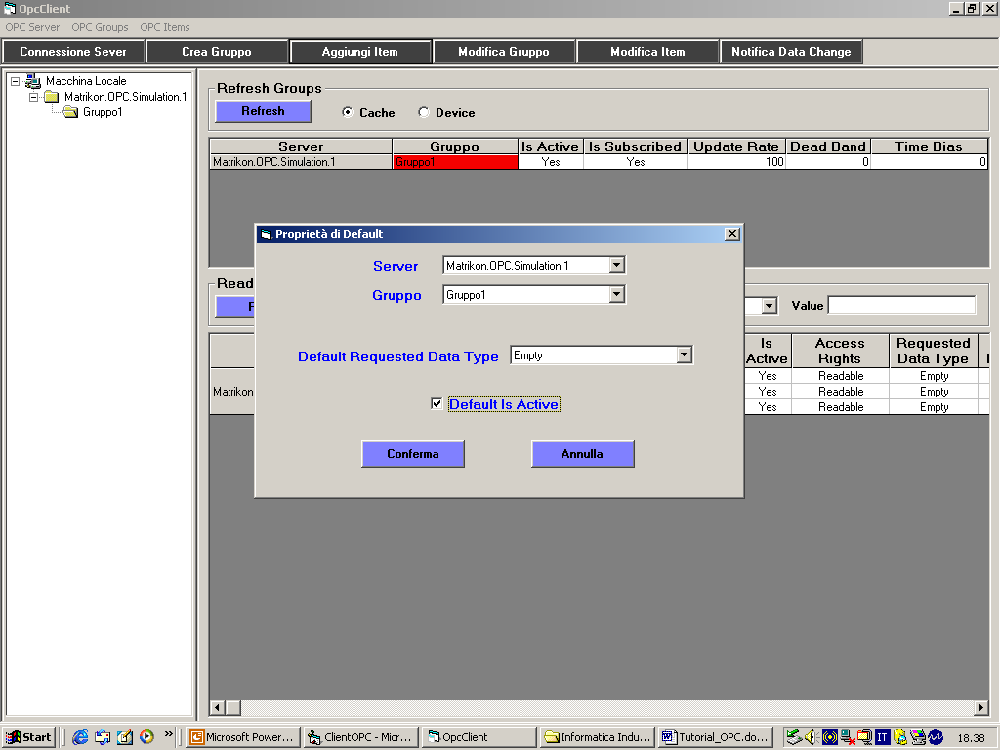 OpcClient
OPC Server OPC Groups OPC Items
Connessione Sever Crea Gruppo Aggiungi Item Modifica Gruppo Modifica Item Notifica Data Change
Macchina Locale
Matrikon.OPC.Simulation.1
Gruppo1
Refresh Groups
Refresh Cache Device
Server Gruppo Is Active Is Subscribed Update Rate Dead Band Time Bias
Matrikon.OPC.Simulation.1 Gruppo1 Yes Yes 100 0 0
Proprietà di Default
Server Matrikon.OPC.Simulation.1
Gruppo Gruppo1
Default Requested Data Type Empty
Default Is Active
Conferma Annulla
Read
Value
Is Active Access Rights Requested Data Type
Yes Readable Empty
Matrikon Yes Readable Empty
Yes Readable Empty
Start Microsoft Power... ClientOPC - Micr... OpcClient Informatica Indu... Tutorial_OPC.do... IT 18.38